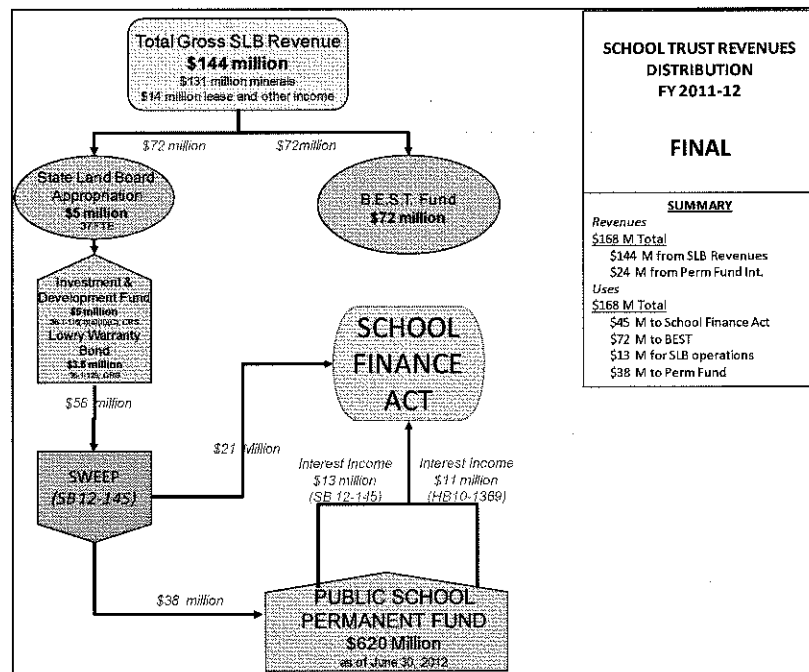 Total Gross SLB Revenue
$144 million
$131 million minerals
$14 million lease and other income
$72 million
$72million
State Land Board
Appropriation
$5 million
B.E.S.T. Fund
$72 million
Investment &
Development Fund
$5 million
Lowry Warranty
Bond
$3.6 million
$56 million
SWEEP
(SB 12-145)
$21 Million
$38 million
SCHOOL
FINANCE
ACT
Interest Income
$13 million
(SB 12-145)
Interest Income
$11 million
(HB10-1369)
PUBLIC SCHOOL
PERMANENT FUND
$620 Million
as of June 30, 2012
SCHOOL TRUST REVENUES
DISTRIBUTION
FY 2011-12
FINAL
SUMMARY
Revenues
$168 M Total
$144 M from SLB Revenues
$24 M from Perm Fund Int.
Uses
$168 M Total
$45 M to School Finance Act
$72 M to BEST
$13 M for SLB operations
$38 M to Perm Fund